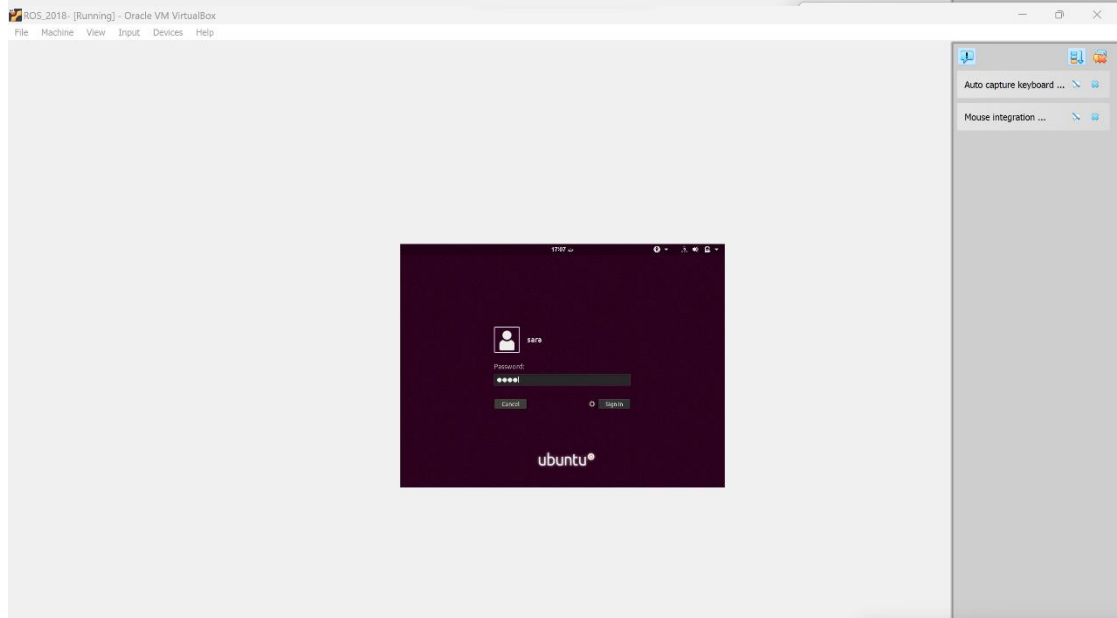 ROS_2018- [Running] - Oracle VM VirtualBox
File Machine View Input Devices Help
Auto capture keyboard ...
Mouse integration ...
17:07
sara
Password:
Cancel
Sign In
ubuntu